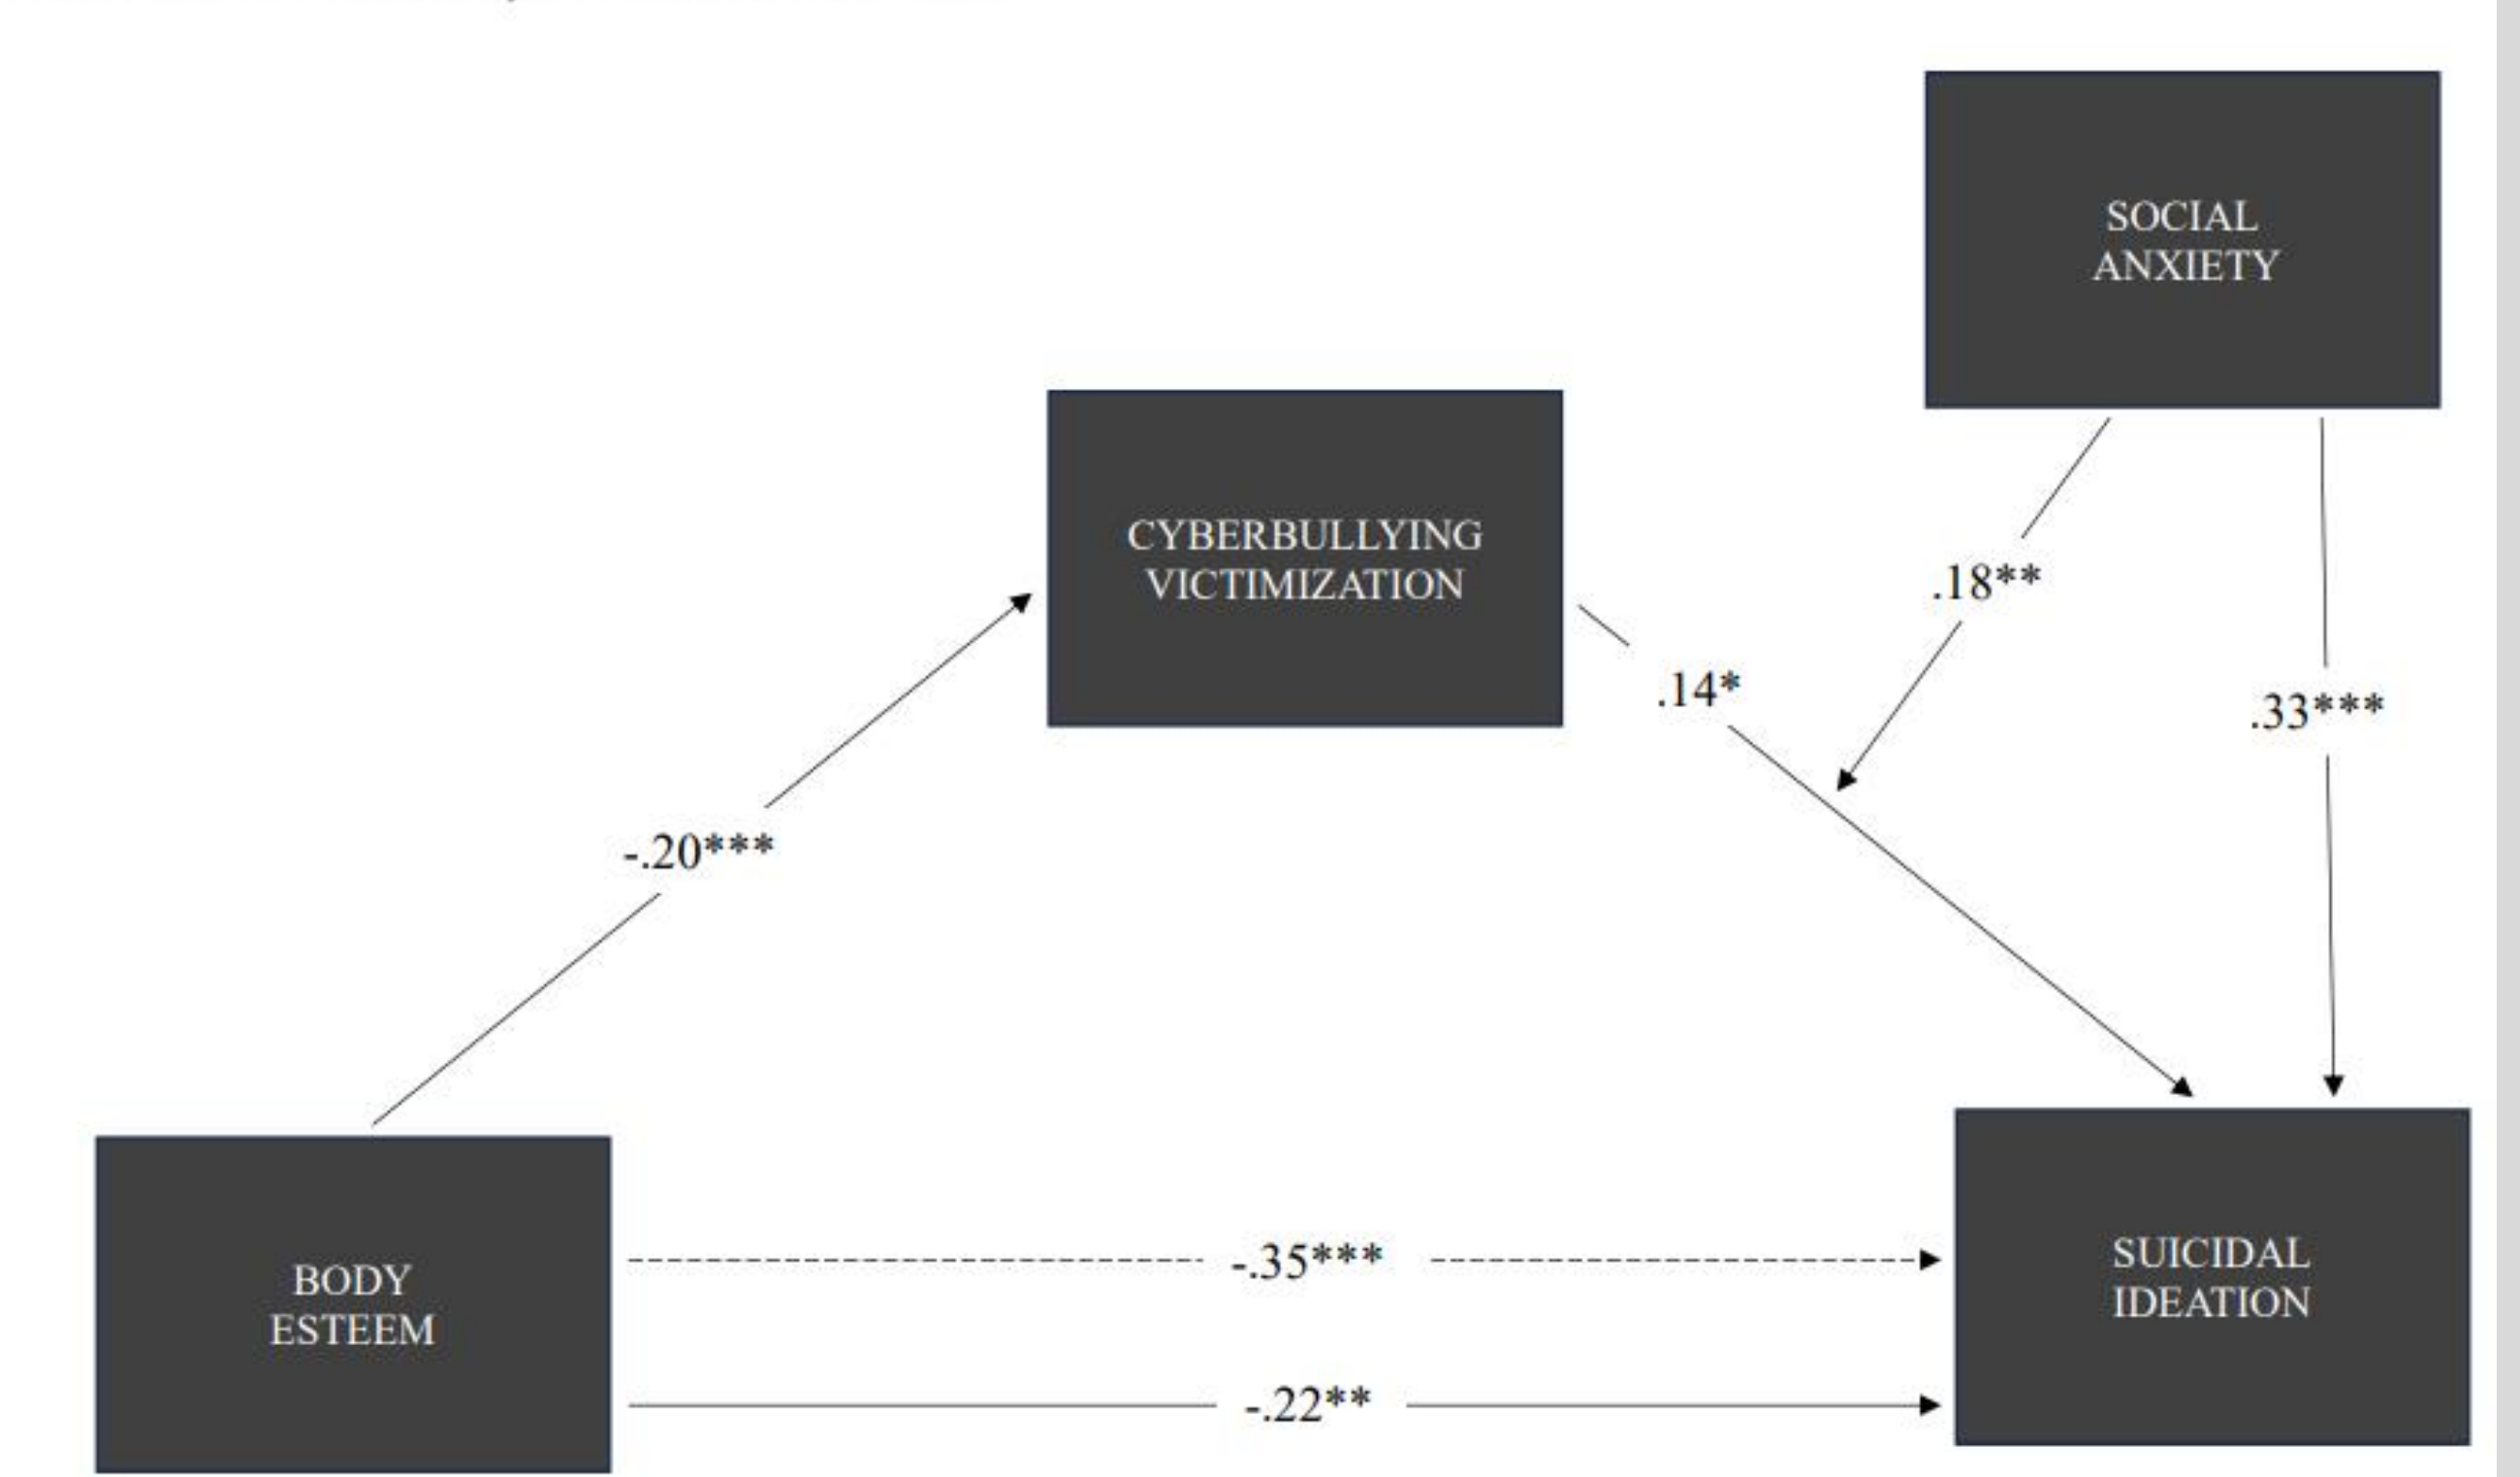 SOCIAL
ANXIETY
CYBERBULLYING
VICTIMIZATION
.18**
.14*
.33***
-.20***
BODY
ESTEEM
-.35***
-.22**
SUICIDAL
IDEATION